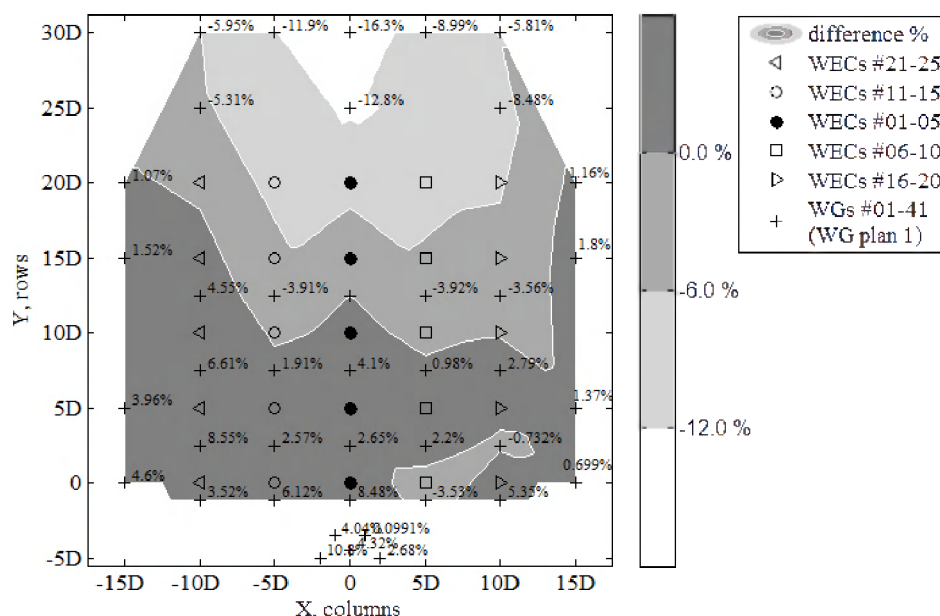 30D
-5.95%
-11.9%
-16.3%
-8.99%
-5.81%
25D
-5.31%
-12.8%
-8.48%
20D
1.07%
1.16%
15D
1.52%
1.8%
4.55%
-3.91%
-3.92%
-3.56%
10D
6.61%
1.91%
4.1%
0.98%
2.79%
5D
3.96%
1.37%
8.55%
2.57%
2.65%
2.2%
-0.732%
0
4.6%
0.699%
3.52%
6.12%
8.48%
-3.53%
5.35%
4.04%
0.0991%
4.32%
-5D
2.68%
-15D
-10D
-5D
0
5D
10D
15D
X, columns
Y, rows
0.0 %
-6.0 %
-12.0 %
difference %
WECs #21-25
WECs #11-15
WECs #01-05
WECs #06-10
WECs #16-20
WGs #01-41
(WG plan 1)